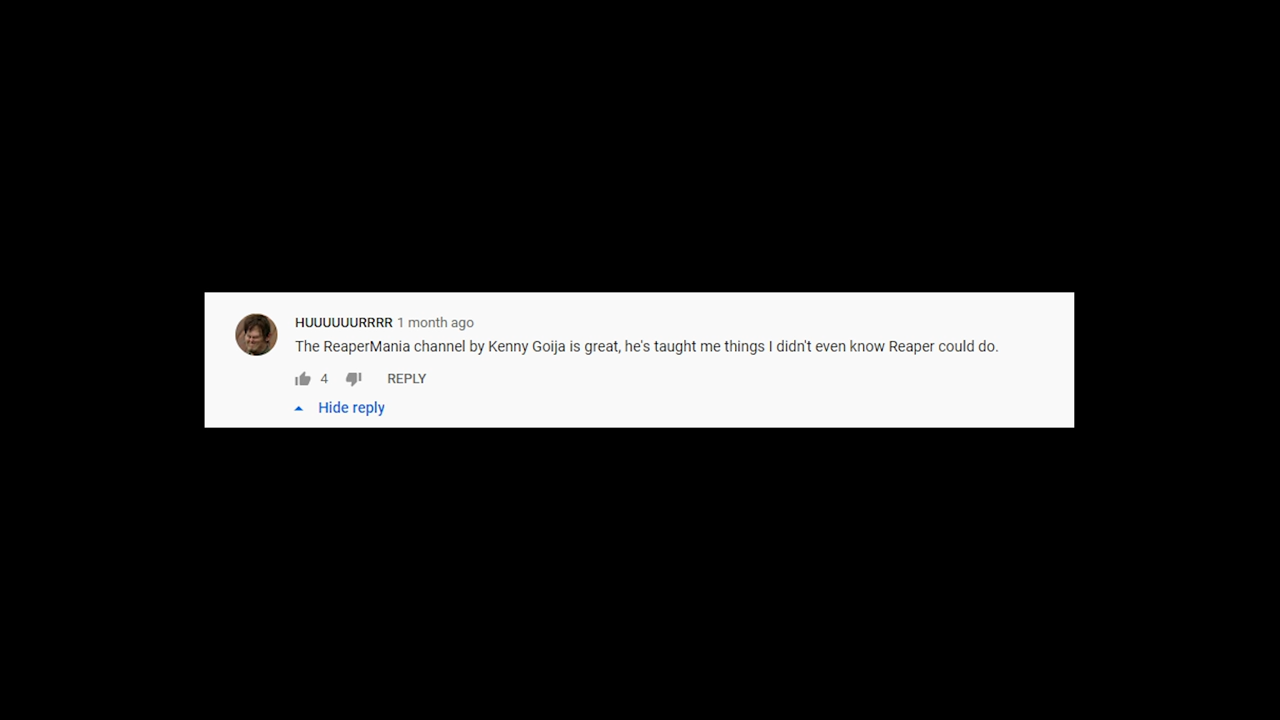 HUUUUUURRRR 1 month ago
The ReaperMania channel by Kenny Goija is great, he's taught me things I didn't even know Reaper could do.
4 REPLY
Hide reply